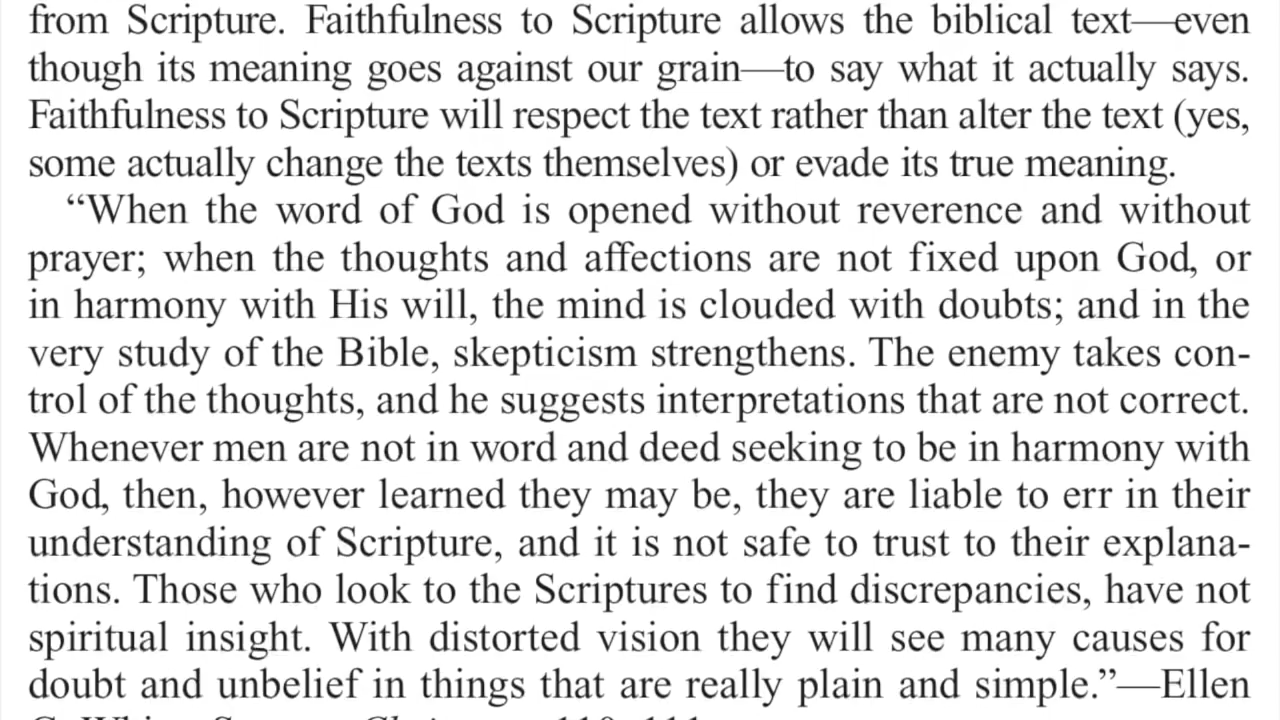 from Scripture. Faithfulness to Scripture allows the biblical text—even
though its meaning goes against our grain—to say what it actually says.
Faithfulness to Scripture will respect the text rather than alter the text (yes,
some actually change the texts themselves) or evade its true meaning.
“When the word of God is opened without reverence and without
prayer; when the thoughts and affections are not fixed upon God, or
in harmony with His will, the mind is clouded with doubts; and in the
very study of the Bible, skepticism strengthens. The enemy takes con-
trol of the thoughts, and he suggests interpretations that are not correct.
Whenever men are not in word and deed seeking to be in harmony with
God, then, however learned they may be, they are liable to err in their
understanding of Scripture, and it is not safe to trust to their explana-
tions. Those who look to the Scriptures to find discrepancies, have not
spiritual insight. With distorted vision they will see many causes for
doubt and unbelief in things that are really plain and simple.”—Ellen